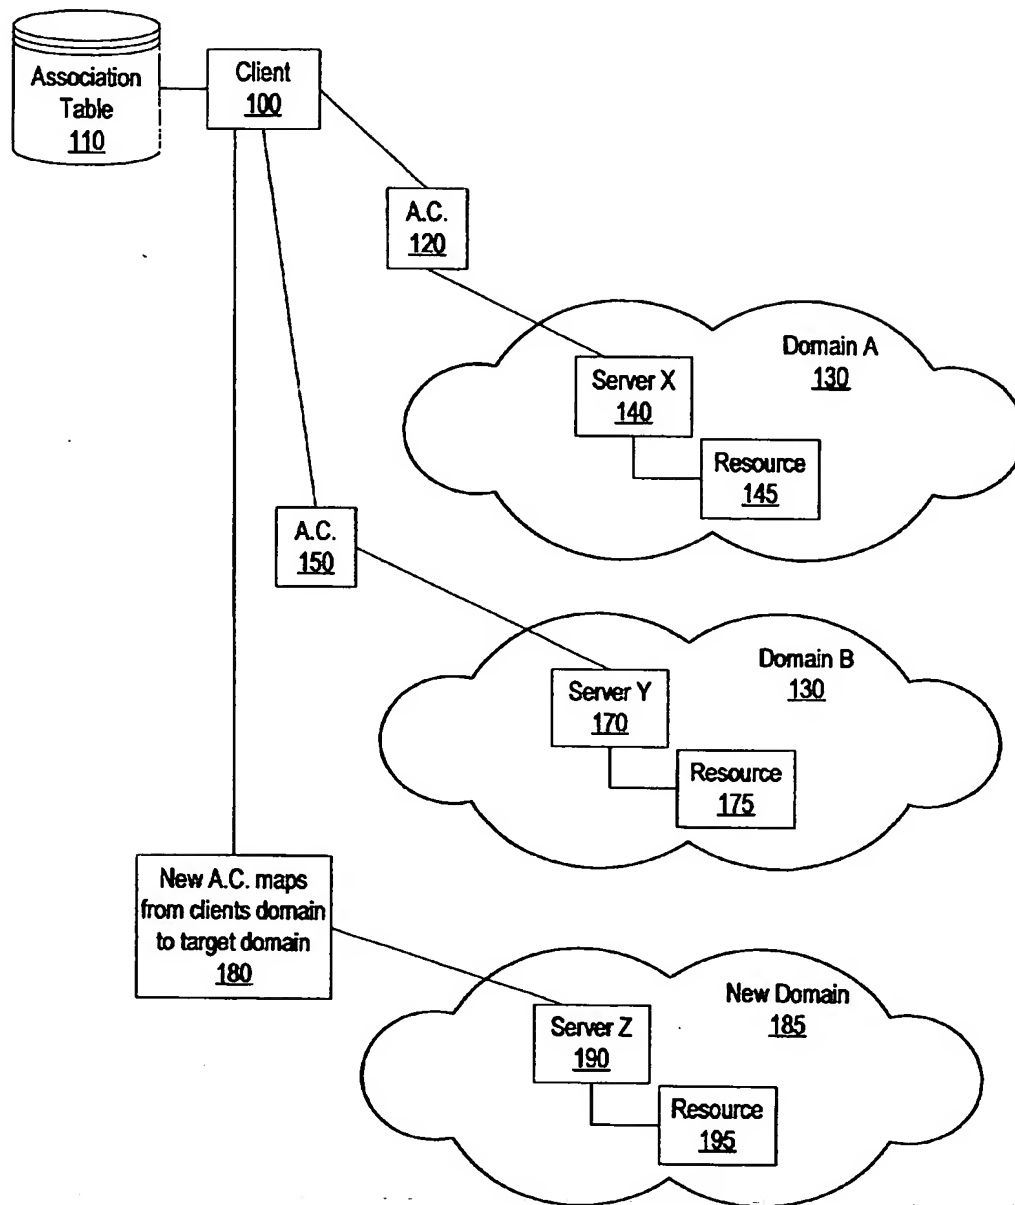 Association
Table
110
Client
100
A.C.
120
Domain A
130
Server X
140
Resource
145
A.C.
150
Domain B
130
Server Y
170
Resource
175
New A.C. maps
from clients domain
to target domain
180
New Domain
185
Server Z
190
Resource
195